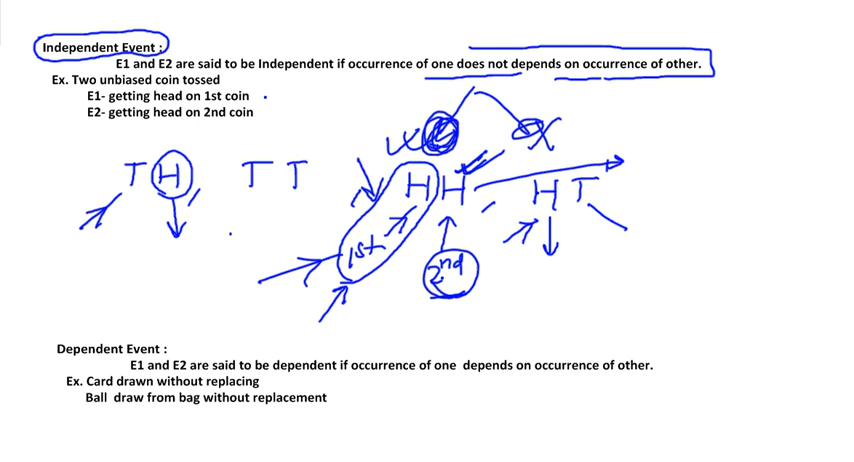 Independent Event :
E1 and E2 are said to be Independent if occurrence of one does not depends on occurrence of other.
Ex. Two unbiased coin tossed
E1- getting head on 1st coin
E2- getting head on 2nd coin
T H T T H H H T
1st 2nd
Dependent Event :
E1 and E2 are said to be dependent if occurrence of one depends on occurrence of other.
Ex. Card drawn without replacing
Ball draw from bag without replacement